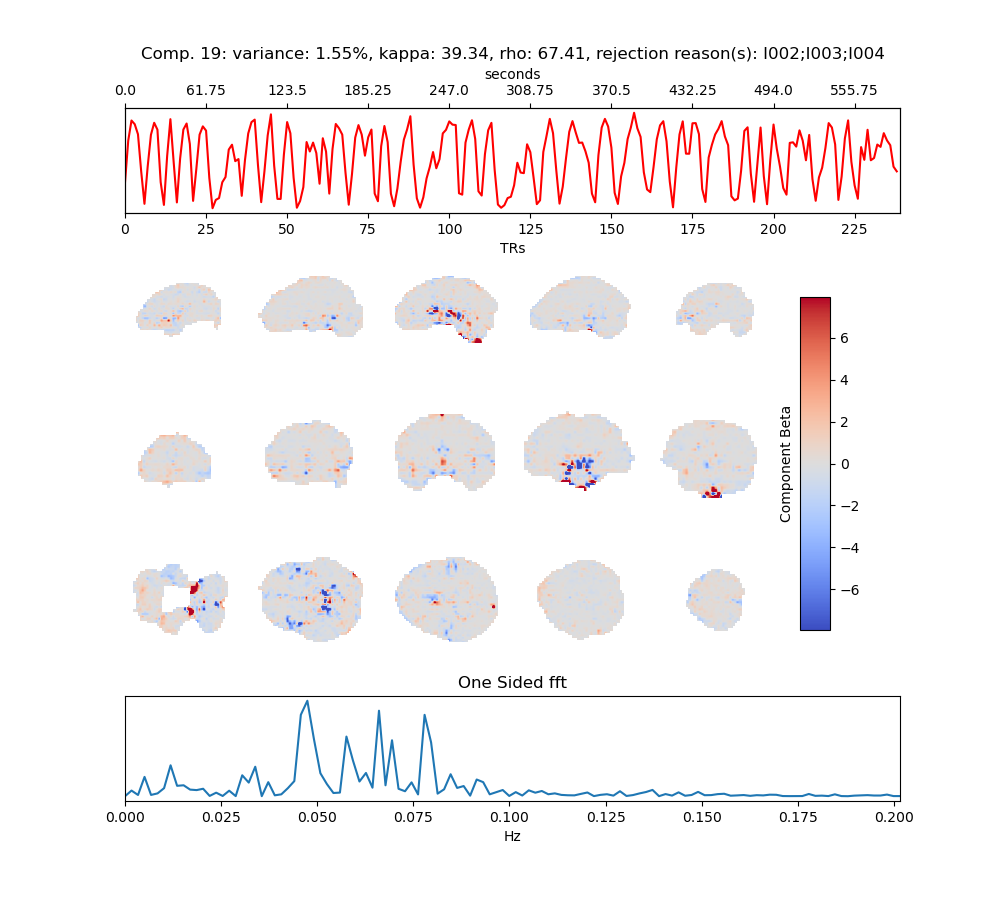 Comp. 19: variance: 1.55%, kappa: 39.34, rho: 67.41, rejection reason(s): I002;I003;I004
seconds
0.0 61.75 123.5 185.25 247.0 308.75 370.5 432.25 494.0 555.75
0 25 50 75 100 125 150 175 200 225
TRs
6
4
2
0
−2
−4
−6
Component Beta
One Sided fft
0.000 0.025 0.050 0.075 0.100 0.125 0.150 0.175 0.200
Hz